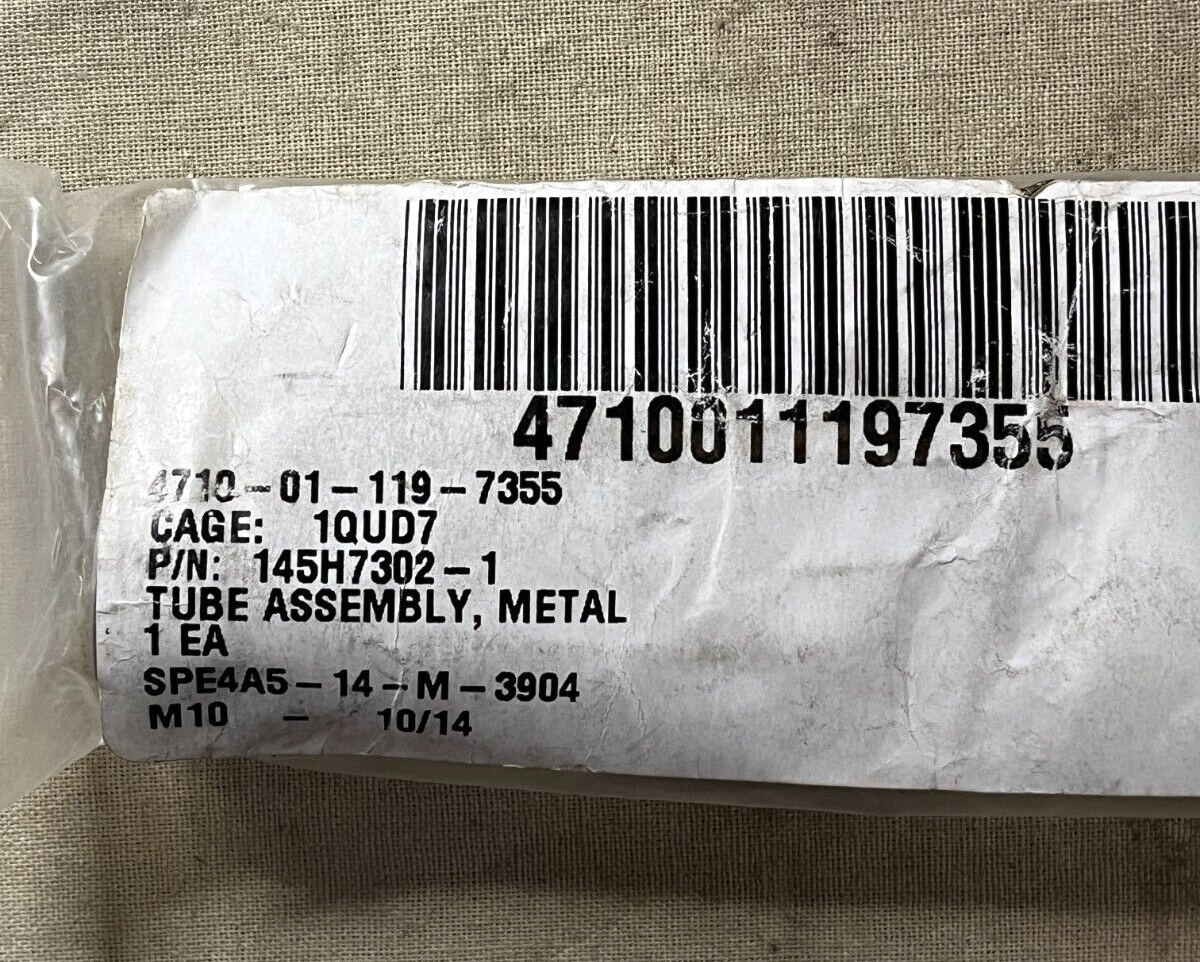 4710011197355
4710-01-119-7355
CAGE: 1QUD7
P/N: 145H7302-1
TUBE ASSEMBLY, METAL
1 EA
SPE4A5-14-M-3904
M10 - 10/14